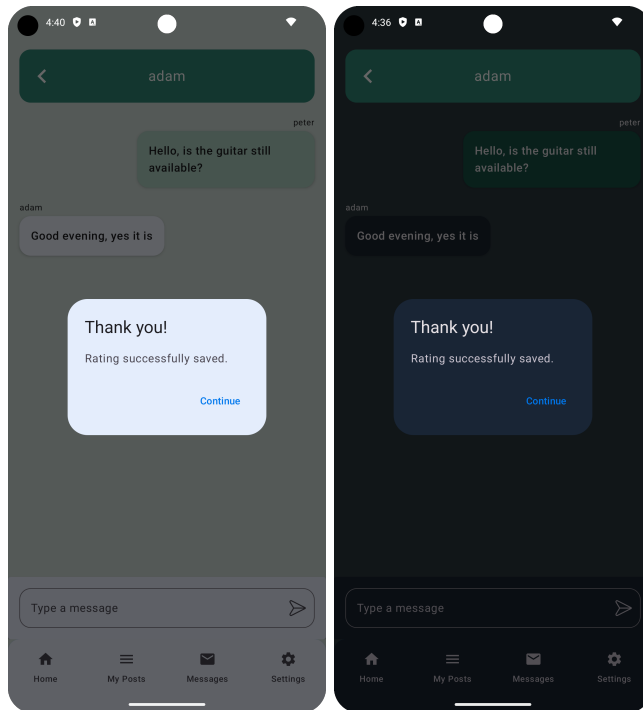 4:40
adam
peter
Hello, is the guitar still
available?
adam
Good evening, yes it is
Thank you!
Rating successfully saved.
Continue
Type a message
Home
My Posts
Messages
Settings
4:36
adam
peter
Hello, is the guitar still
available?
adam
Good evening, yes it is
Thank you!
Rating successfully saved.
Continue
Type a message
Home
My Posts
Messages
Settings